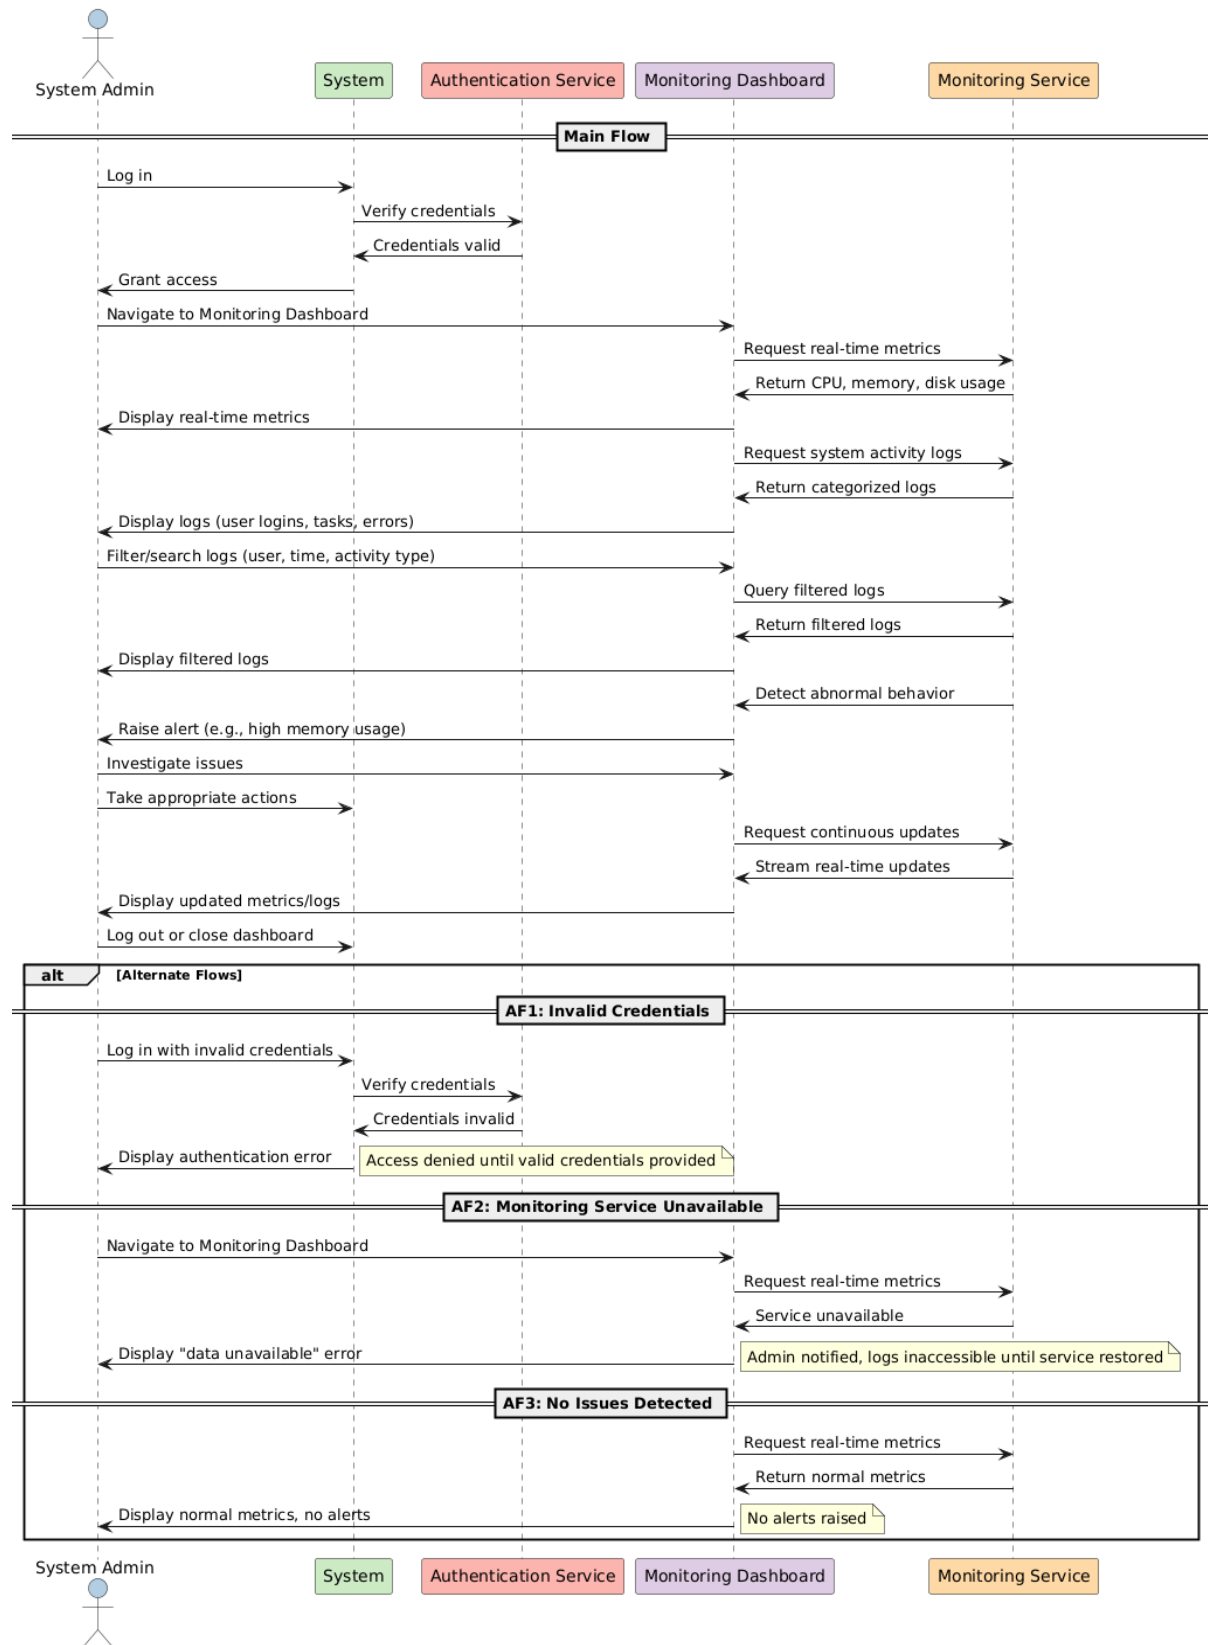 System Admin
System
Authentication Service
Monitoring Dashboard
Monitoring Service
Main Flow
Log in
Verify credentials
Credentials valid
Grant access
Navigate to Monitoring Dashboard
Request real-time metrics
Return CPU, memory, disk usage
Display real-time metrics
Request system activity logs
Return categorized logs
Display logs (user logins, tasks, errors)
Filter/search logs (user, time, activity type)
Query filtered logs
Return filtered logs
Display filtered logs
Detect abnormal behavior
Raise alert (e.g., high memory usage)
Investigate issues
Take appropriate actions
Request continuous updates
Stream real-time updates
Display updated metrics/logs
Log out or close dashboard
alt [Alternate Flows]
AF1: Invalid Credentials
Log in with invalid credentials
Verify credentials
Credentials invalid
Display authentication error
Access denied until valid credentials provided
AF2: Monitoring Service Unavailable
Navigate to Monitoring Dashboard
Request real-time metrics
Service unavailable
Display "data unavailable" error
Admin notified, logs inaccessible until service restored
AF3: No Issues Detected
Request real-time metrics
Return normal metrics
Display normal metrics, no alerts
No alerts raised
System Admin
System
Authentication Service
Monitoring Dashboard
Monitoring Service